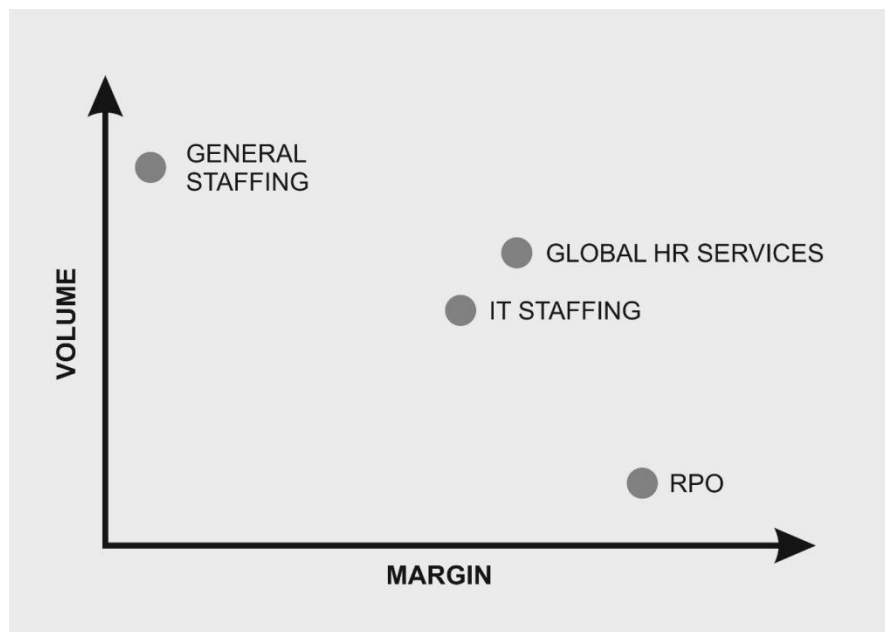 GENERAL
STAFFING
GLOBAL HR SERVICES
IT STAFFING
VOLUME
RPO
MARGIN